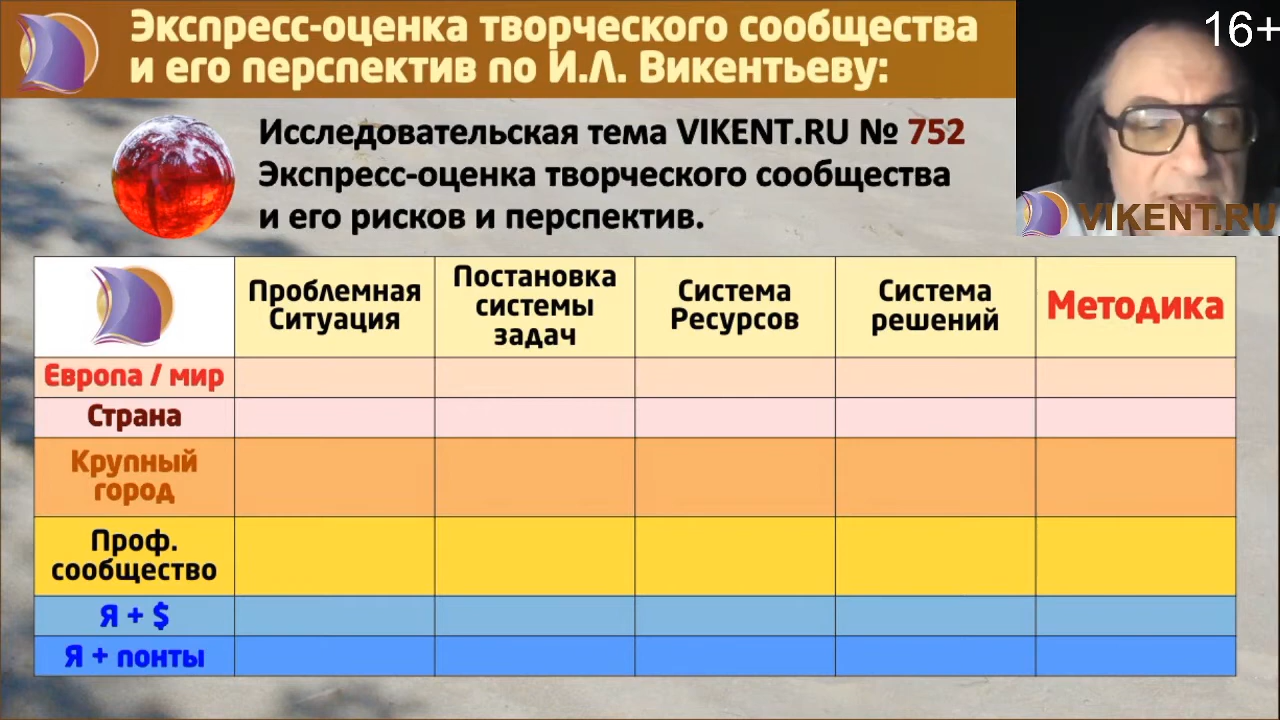 Экспресс-оценка творческого сообщества
и его перспектив по И.Л. Викентьеву:
16+
Исследовательская тема VIKENT.RU № 752
Экспресс-оценка творческого сообщества
и его рисков и перспектив.
VIKENT.RU
Проблемная
Ситуация
Постановка
системы
задач
Система
Ресурсов
Система
решений
Методика
Европа / мир
Страна
Крупный
город
Проф.
сообщество
Я + $
Я + понты